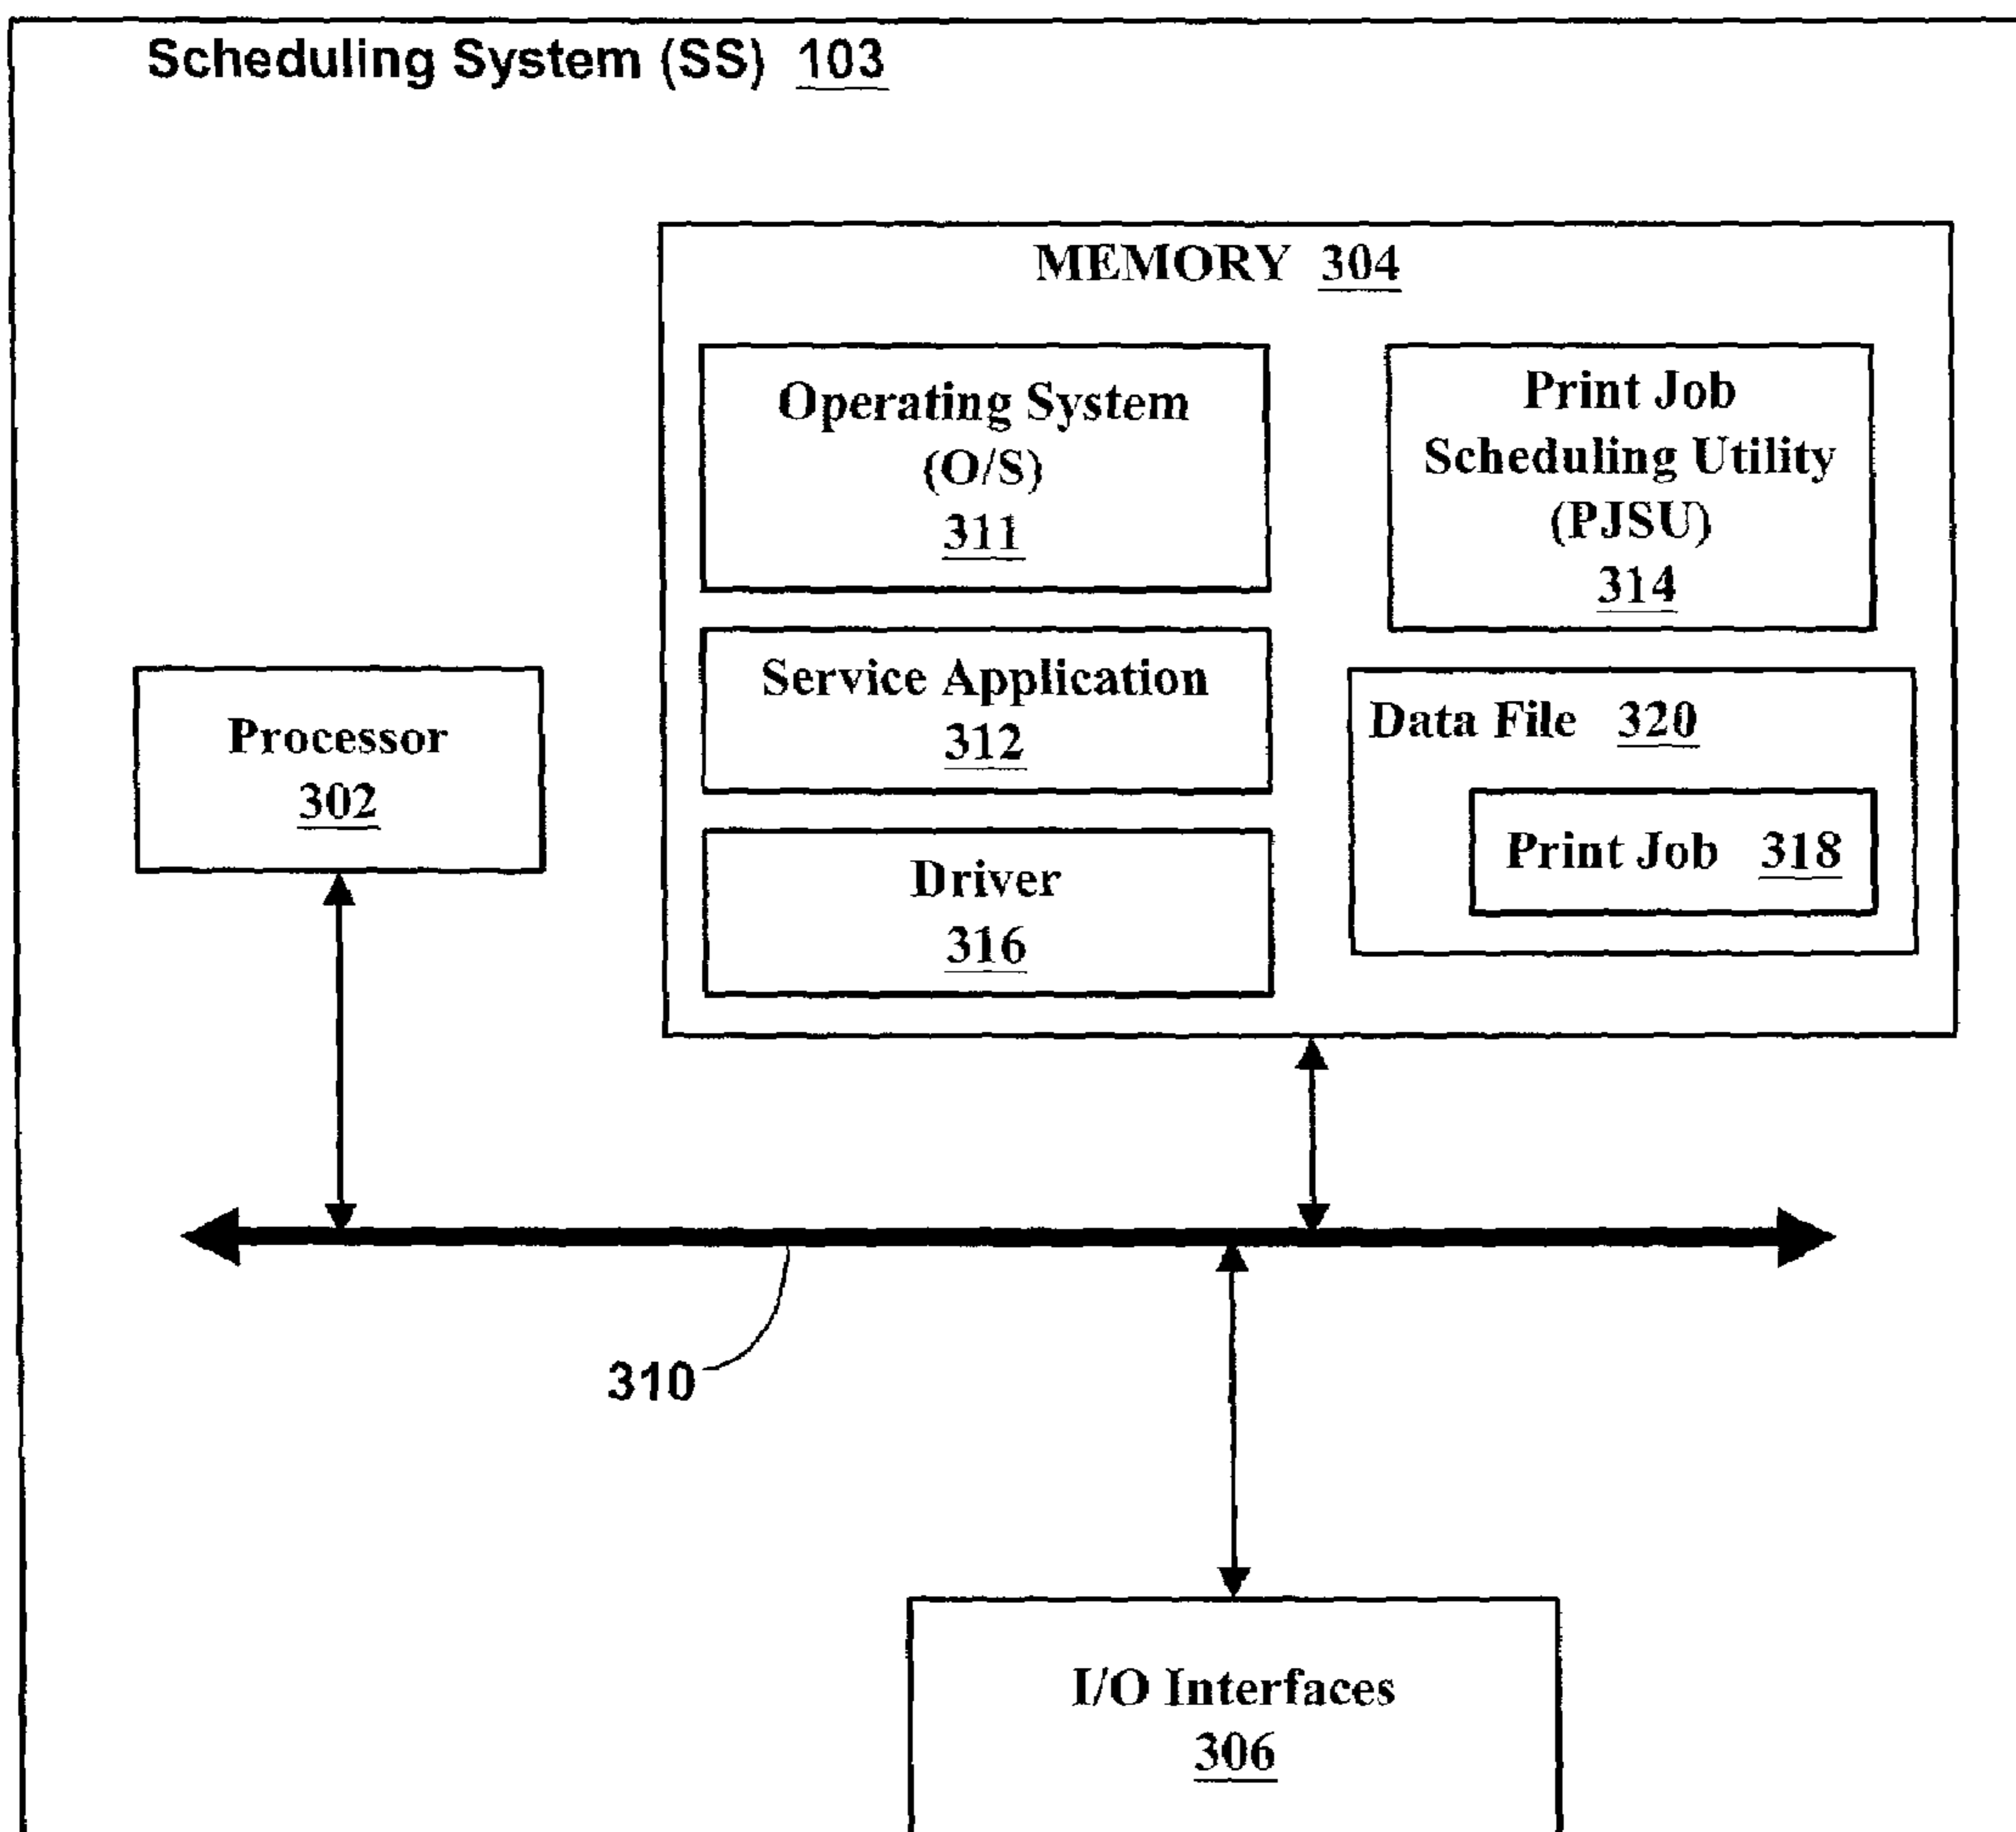 Scheduling System (SS) 103
MEMORY 304
Operating System
(O/S)
311
Print Job
Scheduling Utility
(PJSU)
314
Service Application
312
Data File 320
Print Job 318
Driver
316
Processor
302
310
I/O Interfaces
306